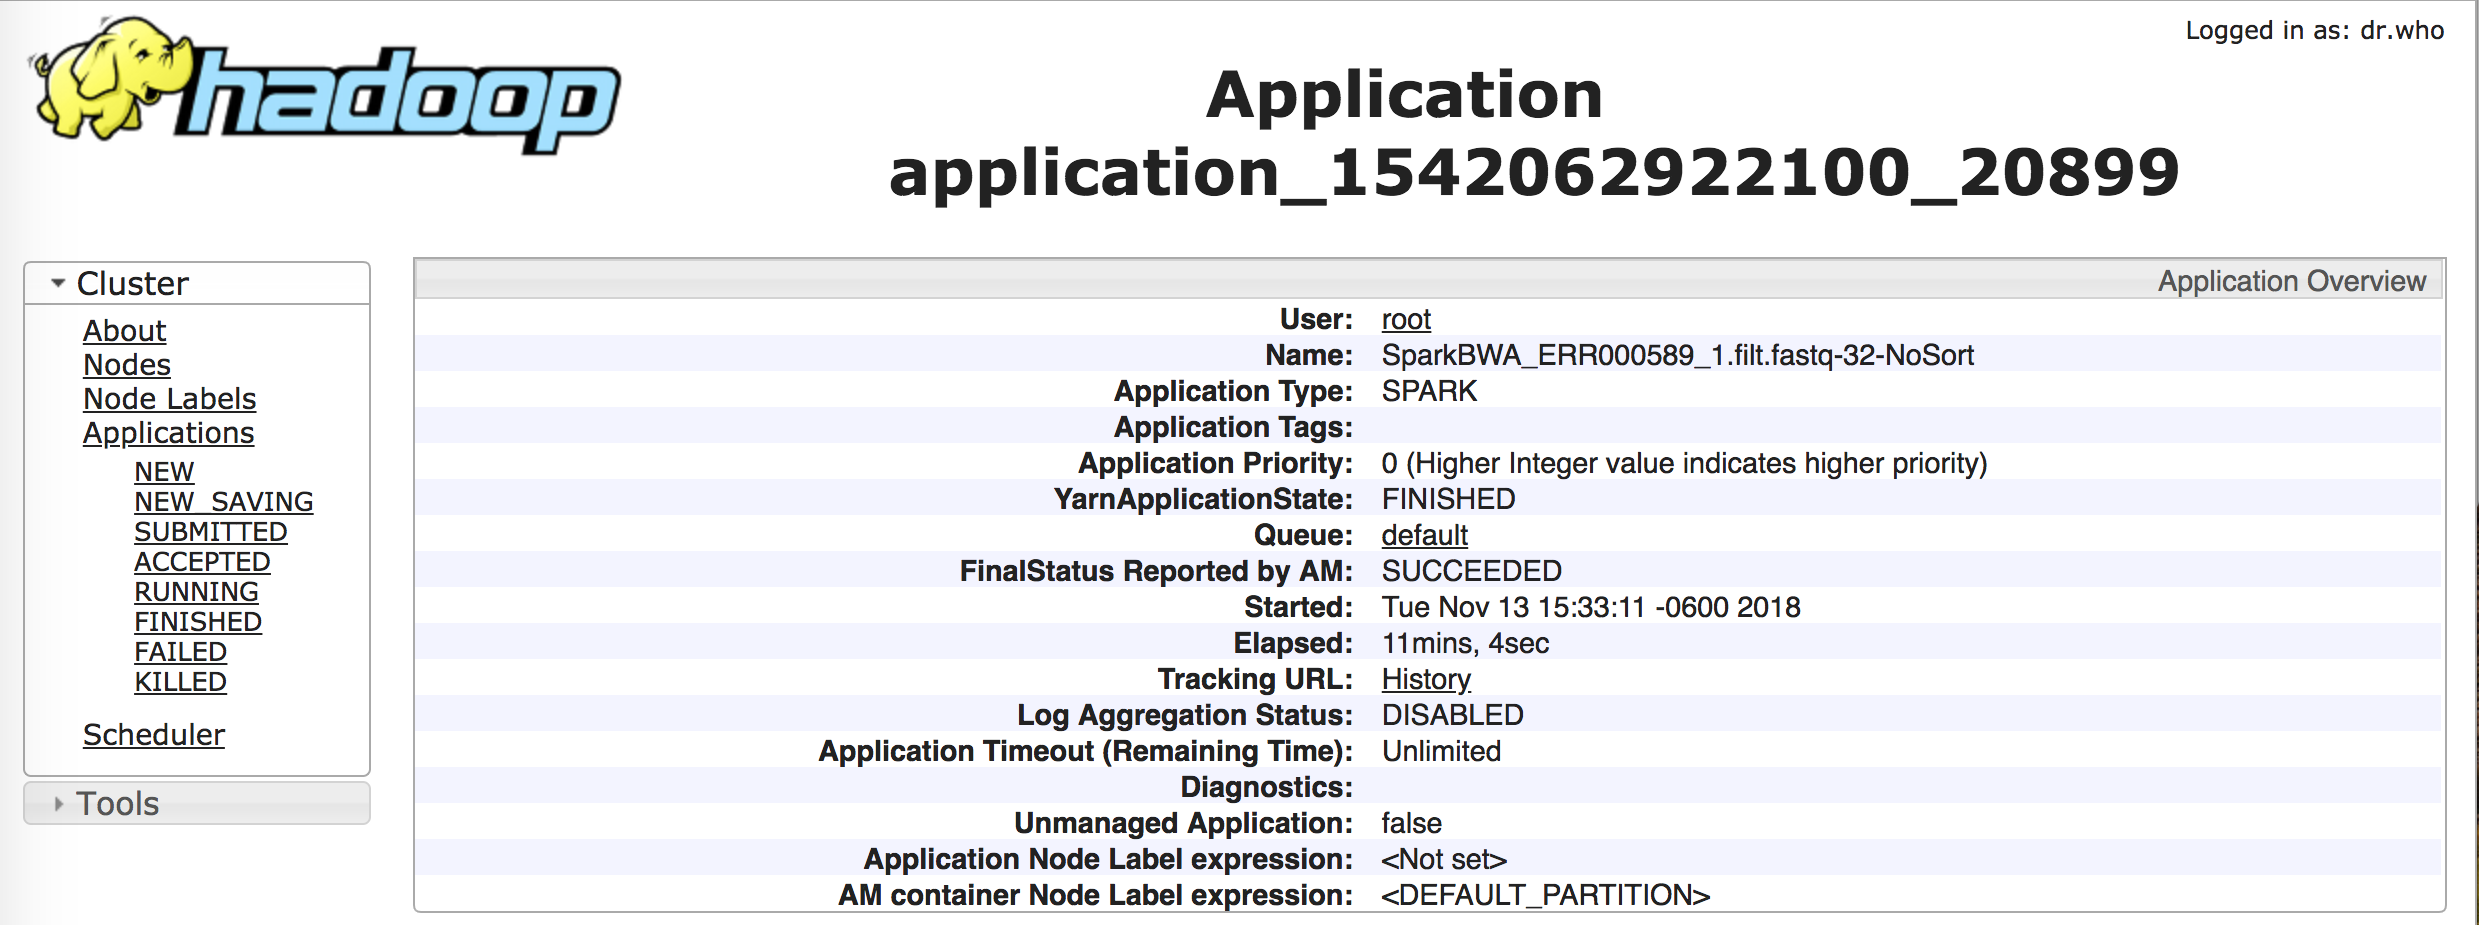 hadoop
Logged in as: dr.who
Application
application_1542062922100_20899
Cluster
About
Nodes
Node Labels
Applications
NEW
NEW_SAVING
SUBMITTED
ACCEPTED
RUNNING
FINISHED
FAILED
KILLED
Scheduler
Tools
Application Overview
User: root
Name: SparkBWA_ERR000589_1.filt.fastq-32-NoSort
Application Type: SPARK
Application Tags:
Application Priority: 0 (Higher Integer value indicates higher priority)
YarnApplicationState: FINISHED
Queue: default
FinalStatus Reported by AM: SUCCEEDED
Started: Tue Nov 13 15:33:11 -0600 2018
Elapsed: 11mins, 4sec
Tracking URL: History
Log Aggregation Status: DISABLED
Application Timeout (Remaining Time): Unlimited
Diagnostics:
Unmanaged Application: false
Application Node Label expression: <Not set>
AM container Node Label expression: <DEFAULT_PARTITION>